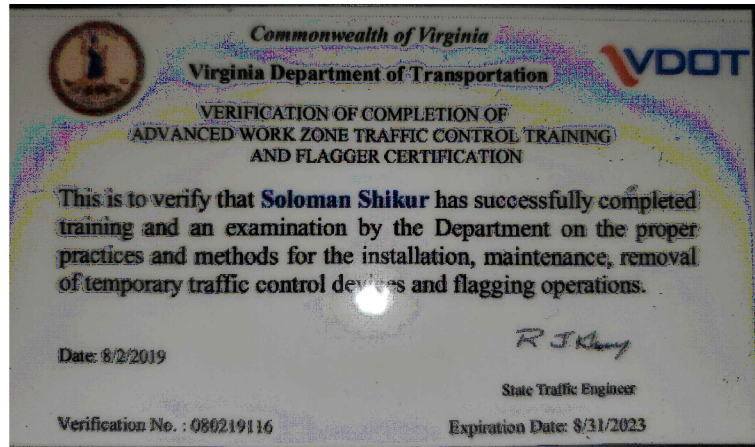 Commonwealth of Virginia
Virginia Department of Transportation
VDOT
VERIFICATION OF COMPLETION OF
ADVANCED WORK ZONE TRAFFIC CONTROL TRAINING
AND FLAGGER CERTIFICATION
This is to verify that Soloman Shikur has successfully completed
training and an examination by the Department on the proper
practices and methods for the installation, maintenance, removal
of temporary traffic control devices and flagging operations.
Date: 8/2/2019
State Traffic Engineer
Verification No. : 080219116
Expiration Date: 8/31/2023